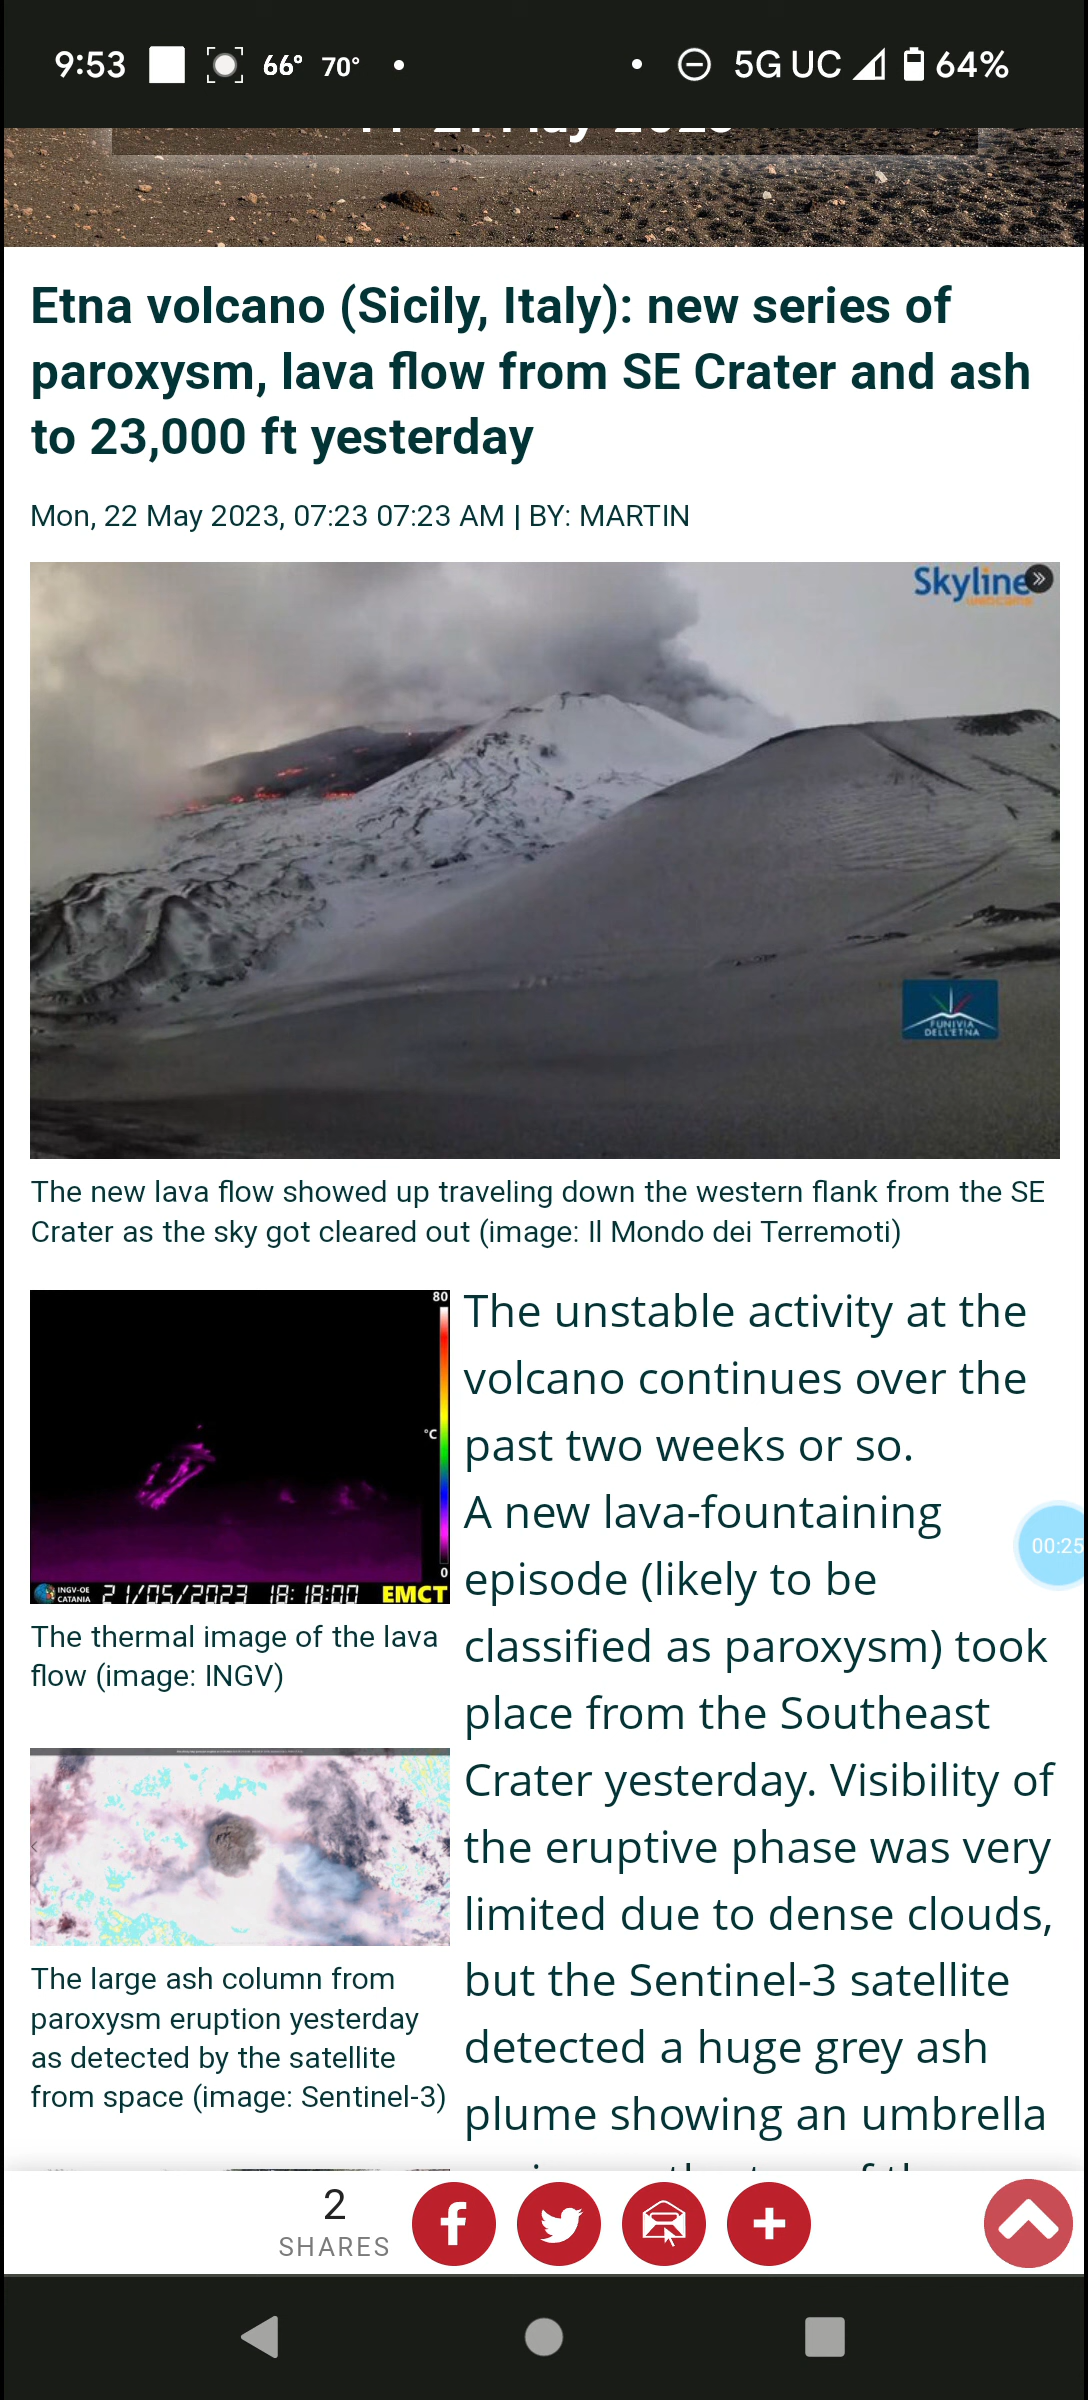 9:53 66° 70° 5G UC 64%
Etna volcano (Sicily, Italy): new series of
paroxysm, lava flow from SE Crater and ash
to 23,000 ft yesterday
Mon, 22 May 2023, 07:23 07:23 AM | BY: MARTIN
Skyline
webcams
FUNIVIA
DELL'ETNA
The new lava flow showed up traveling down the western flank from the SE
Crater as the sky got cleared out (image: Il Mondo dei Terremoti)
80
°C
0
INGV-OE
CATANIA
21/05/2023 18:18:00 EMCT
The thermal image of the lava
flow (image: INGV)
The large ash column from
paroxysm eruption yesterday
as detected by the satellite
from space (image: Sentinel-3)
The unstable activity at the
volcano continues over the
past two weeks or so.
A new lava-fountaining
episode (likely to be
classified as paroxysm) took
place from the Southeast
Crater yesterday. Visibility of
the eruptive phase was very
limited due to dense clouds,
but the Sentinel-3 satellite
detected a huge grey ash
plume showing an umbrella
00:25
2
SHARES